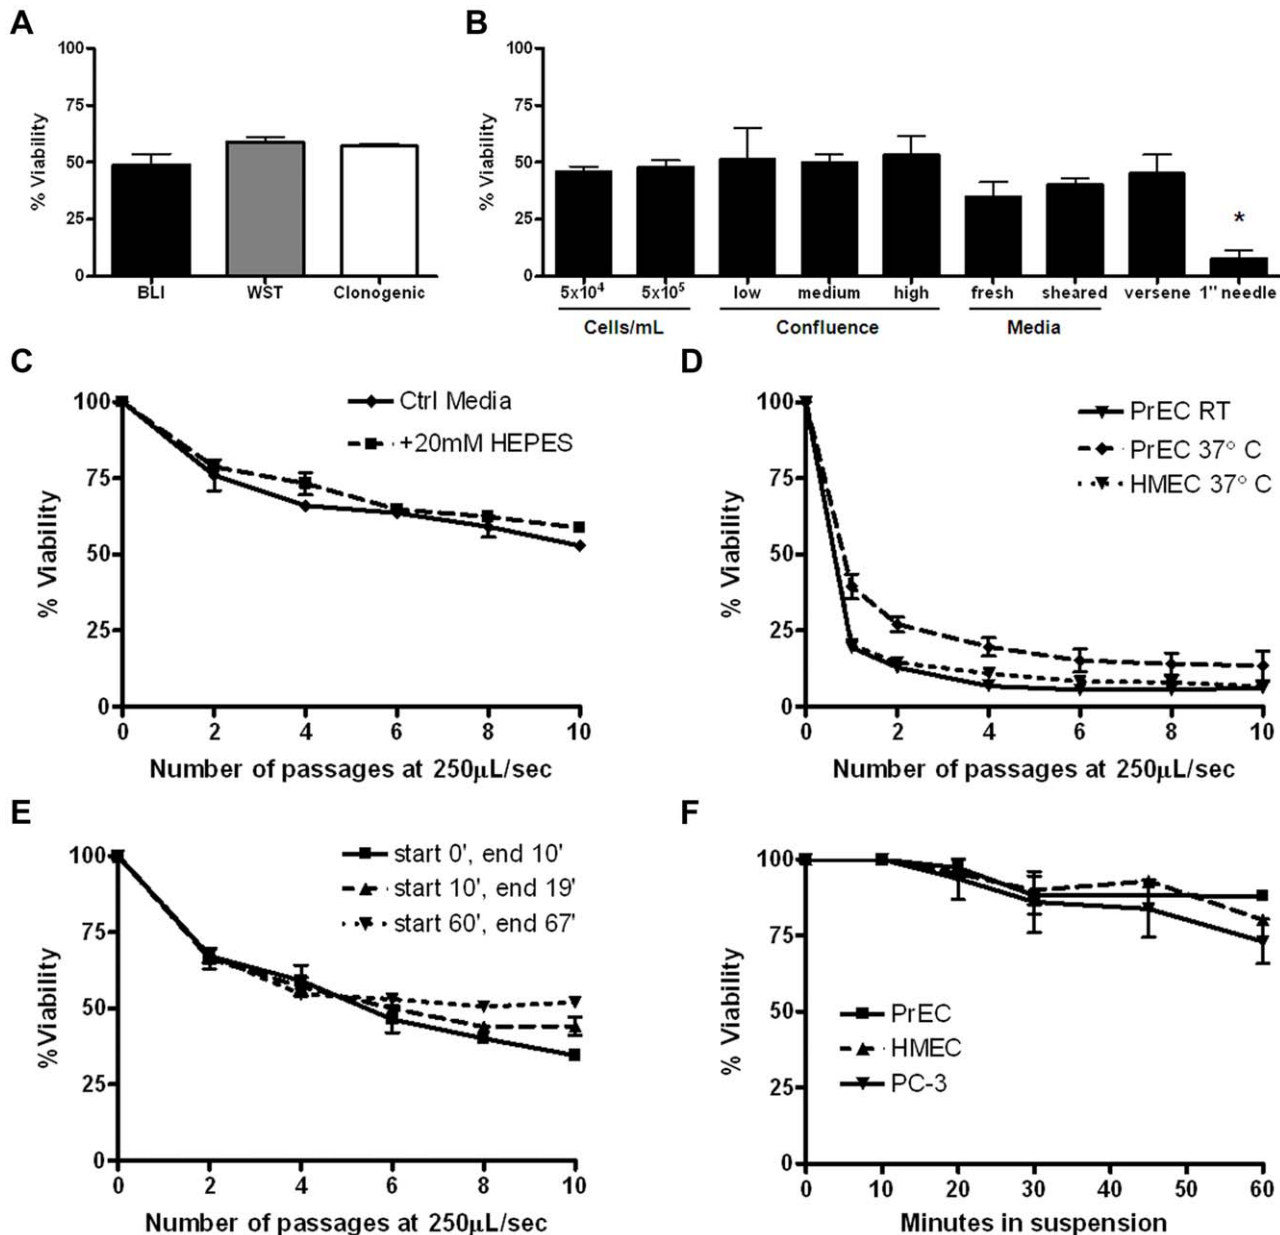 A
100
75
50
25
0
% Viability
BLI
WST
Clonogenic
B
100
75
50
25
0
% Viability
5x10⁴
5x10⁵
low
medium
high
fresh
sheared
versene
1" needle
*
Cells/mL
Confluence
Media
C
100
75
50
25
0
% Viability
Ctrl Media
+20mM HEPES
0 2 4 6 8 10
Number of passages at 250µL/sec
D
100
75
50
25
0
% Viability
PrEC RT
PrEC 37° C
HMEC 37° C
0 2 4 6 8 10
Number of passages at 250µL/sec
E
100
75
50
25
0
%Viability
start 0', end 10'
start 10', end 19'
start 60', end 67'
0 2 4 6 8 10
Number of passages at 250µL/sec
F
100
75
50
25
0
% Viability
PrEC
HMEC
PC-3
0 10 20 30 40 50 60
Minutes in suspension